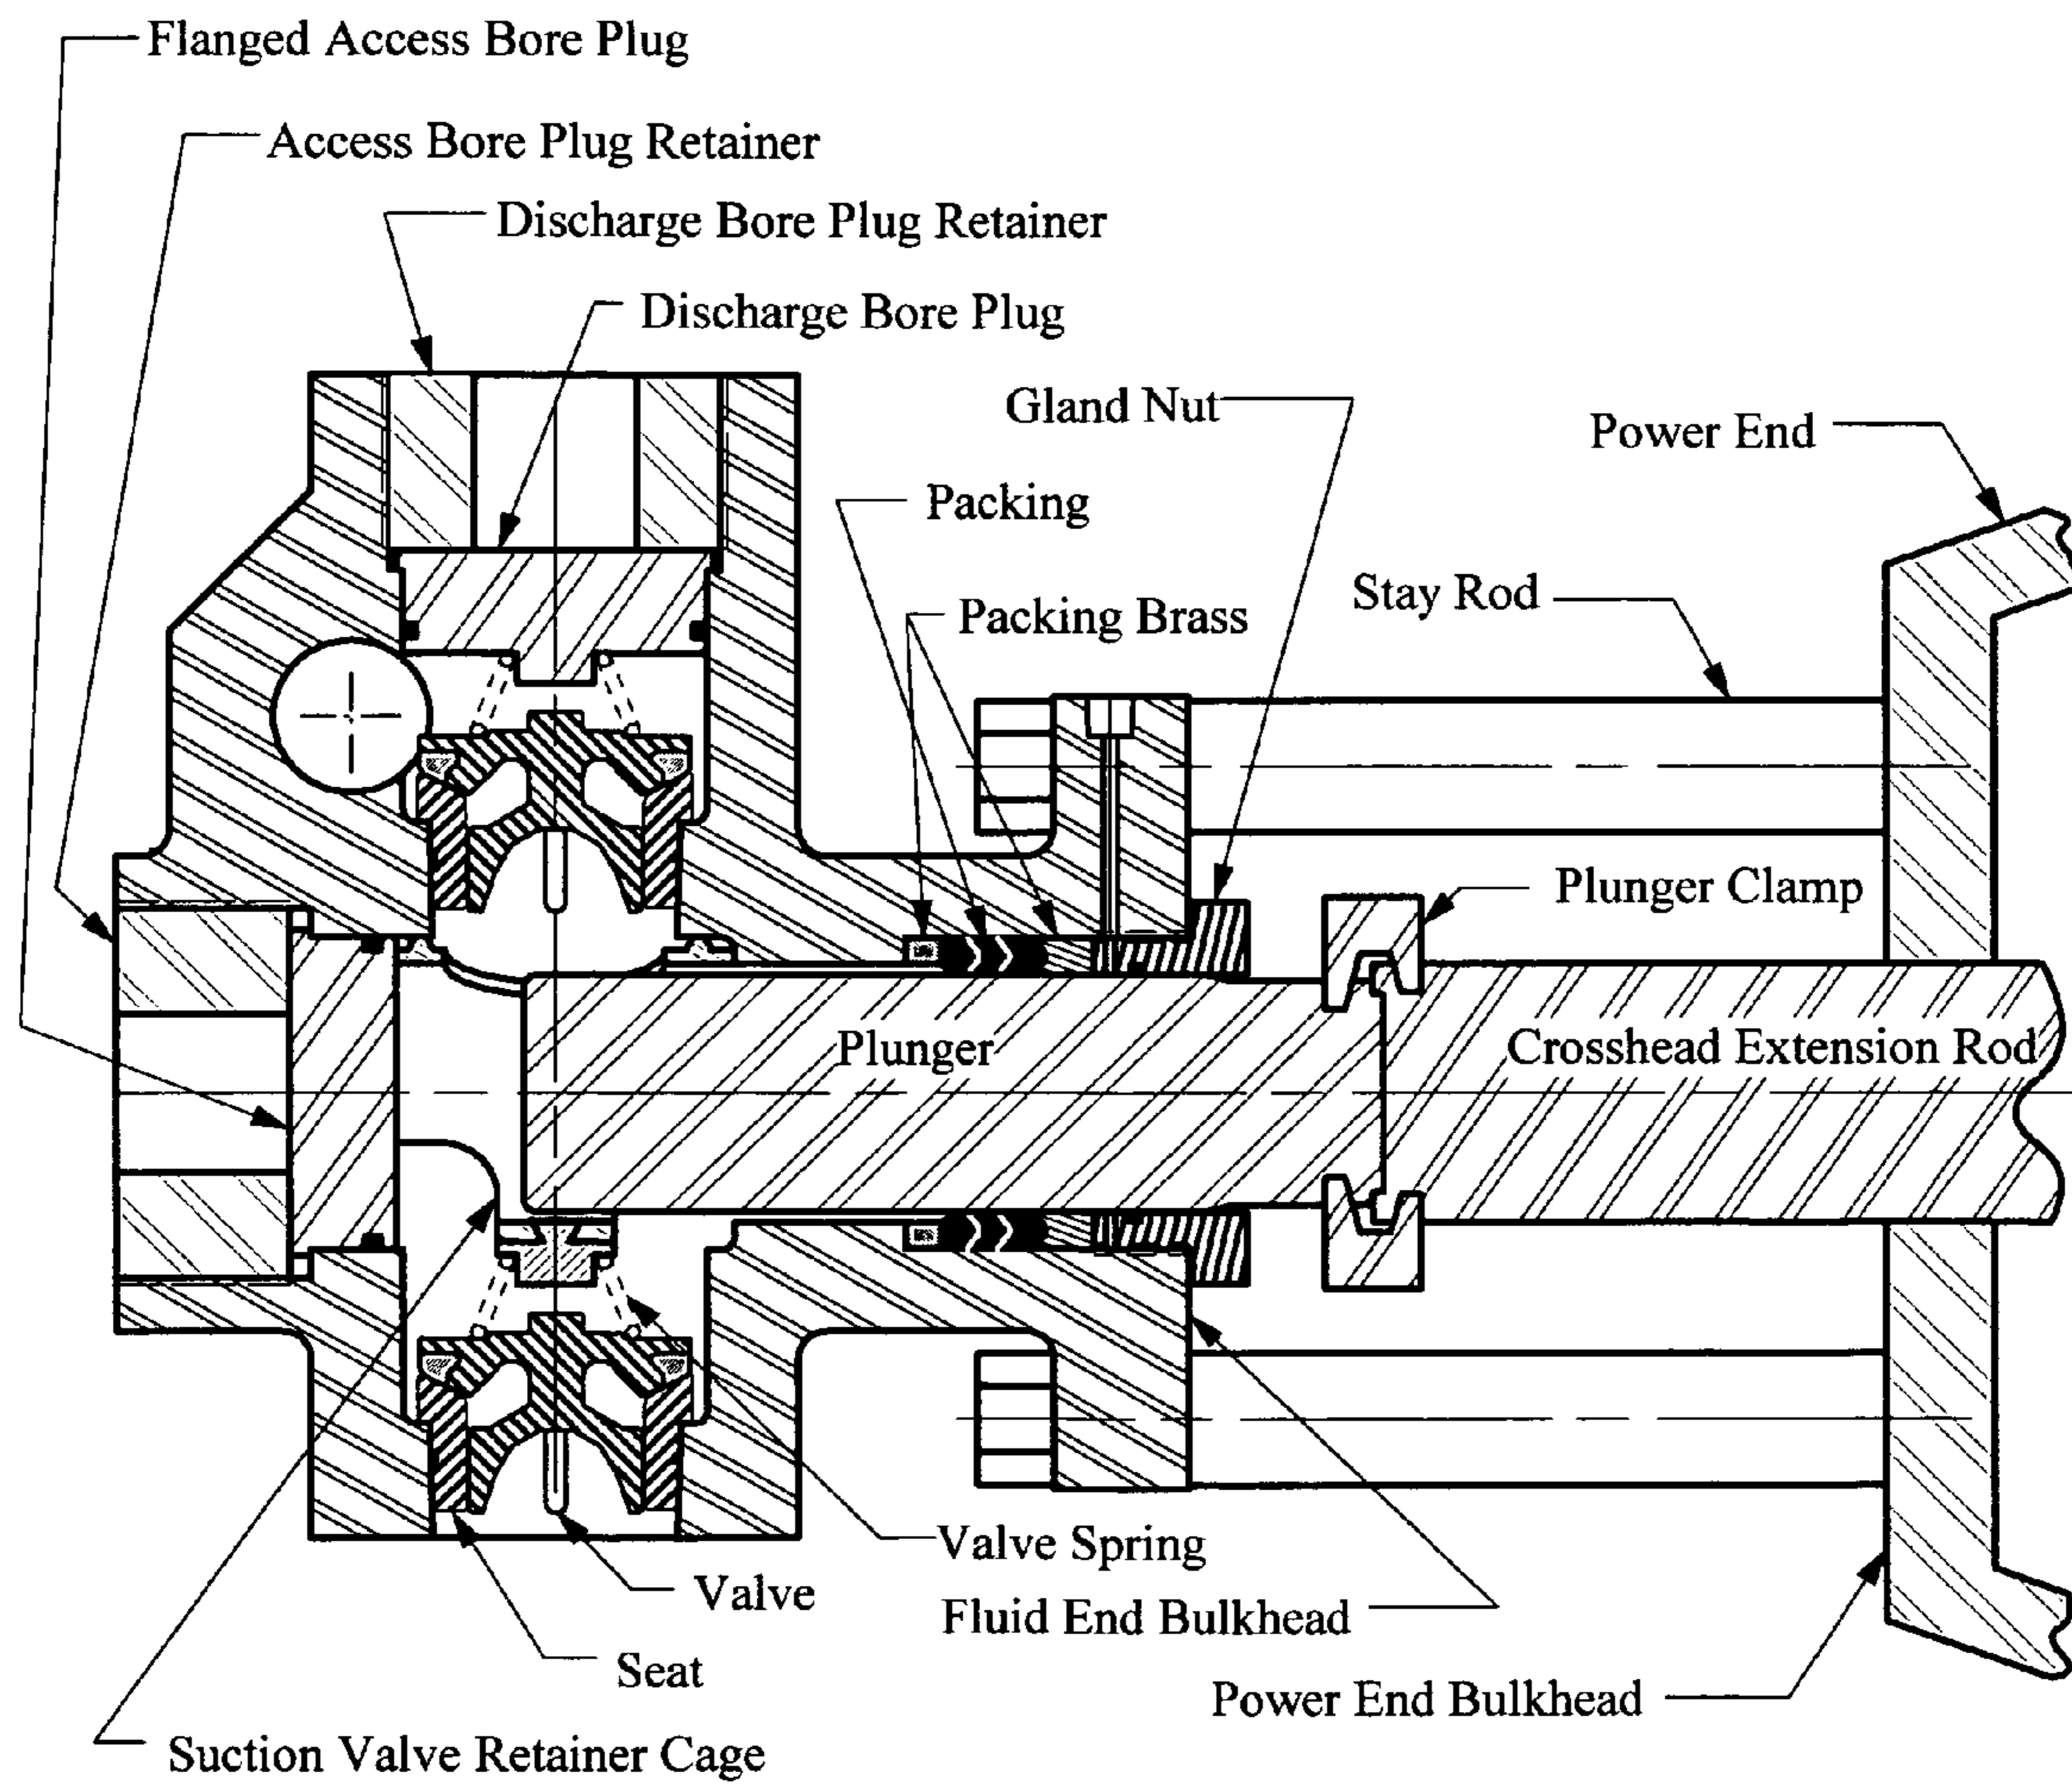 Flanged Access Bore Plug
Access Bore Plug Retainer
Discharge Bore Plug Retainer
Discharge Bore Plug
Gland Nut
Power End
Packing
Stay Rod
Packing Brass
Plunger Clamp
Plunger
Crosshead Extension Rod
Valve Spring
Valve
Fluid End Bulkhead
Seat
Power End Bulkhead
Suction Valve Retainer Cage